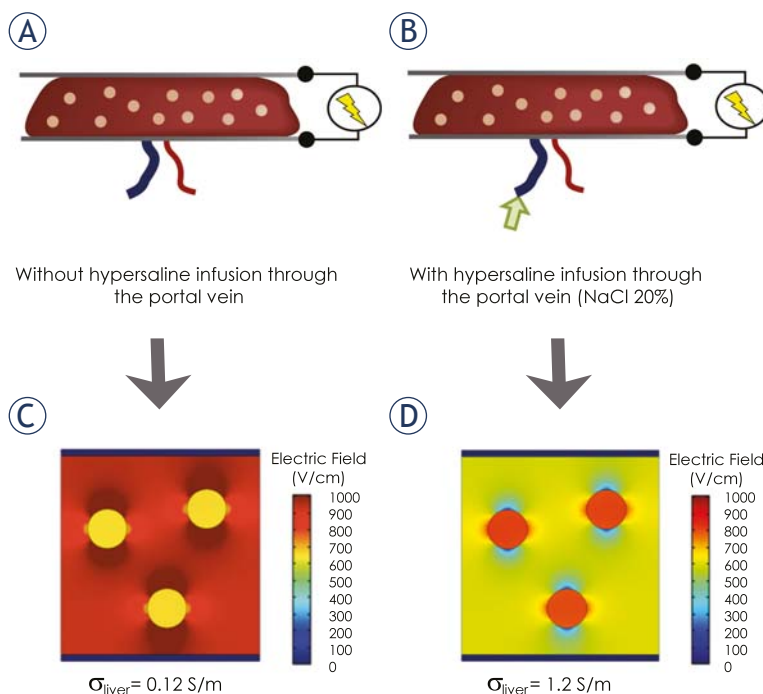 A
B
Without hypersaline infusion through
the portal vein
With hypersaline infusion through
the portal vein (NaCl 20%)
C
D
Electric Field
(V/cm)
1000
900
800
700
600
500
400
300
200
100
0
σliver= 0.12 S/m
Electric Field
(V/cm)
1000
900
800
700
600
500
400
300
200
100
0
σliver= 1.2 S/m